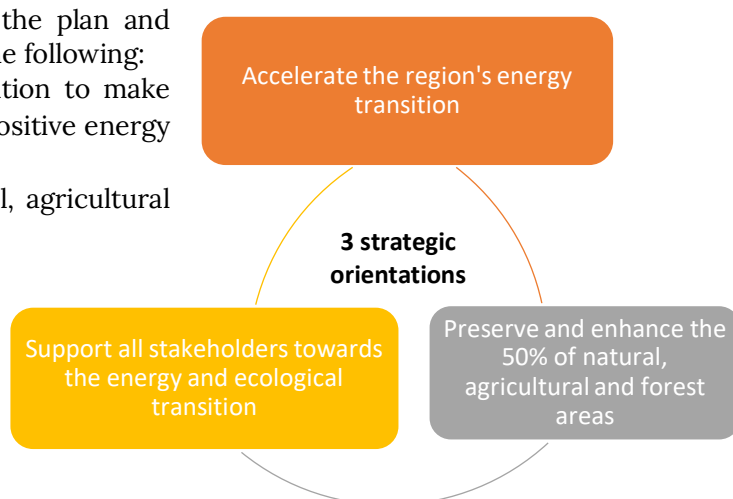 the plan and
e following:
ition to make
ositive energy
l, agricultural
Accelerate the region's energy
transition
3 strategic
orientations
Support all stakeholders towards
the energy and ecological
transition
Preserve and enhance the
50% of natural,
agricultural and forest
areas